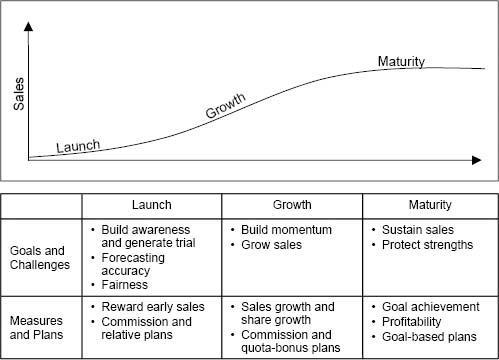 Sales
Launch
Growth
Maturity
Launch
Growth
Maturity
Goals and
Challenges
• Build awareness
and generate trial
• Forecasting
accuracy
• Fairness
• Build momentum
• Grow sales
• Sustain sales
• Protect strengths
Measures
and Plans
• Reward early sales
• Commission and
relative plans
• Sales growth and
share growth
• Commission and
quota-bonus plans
• Goal achievement
• Profitability
• Goal-based plans